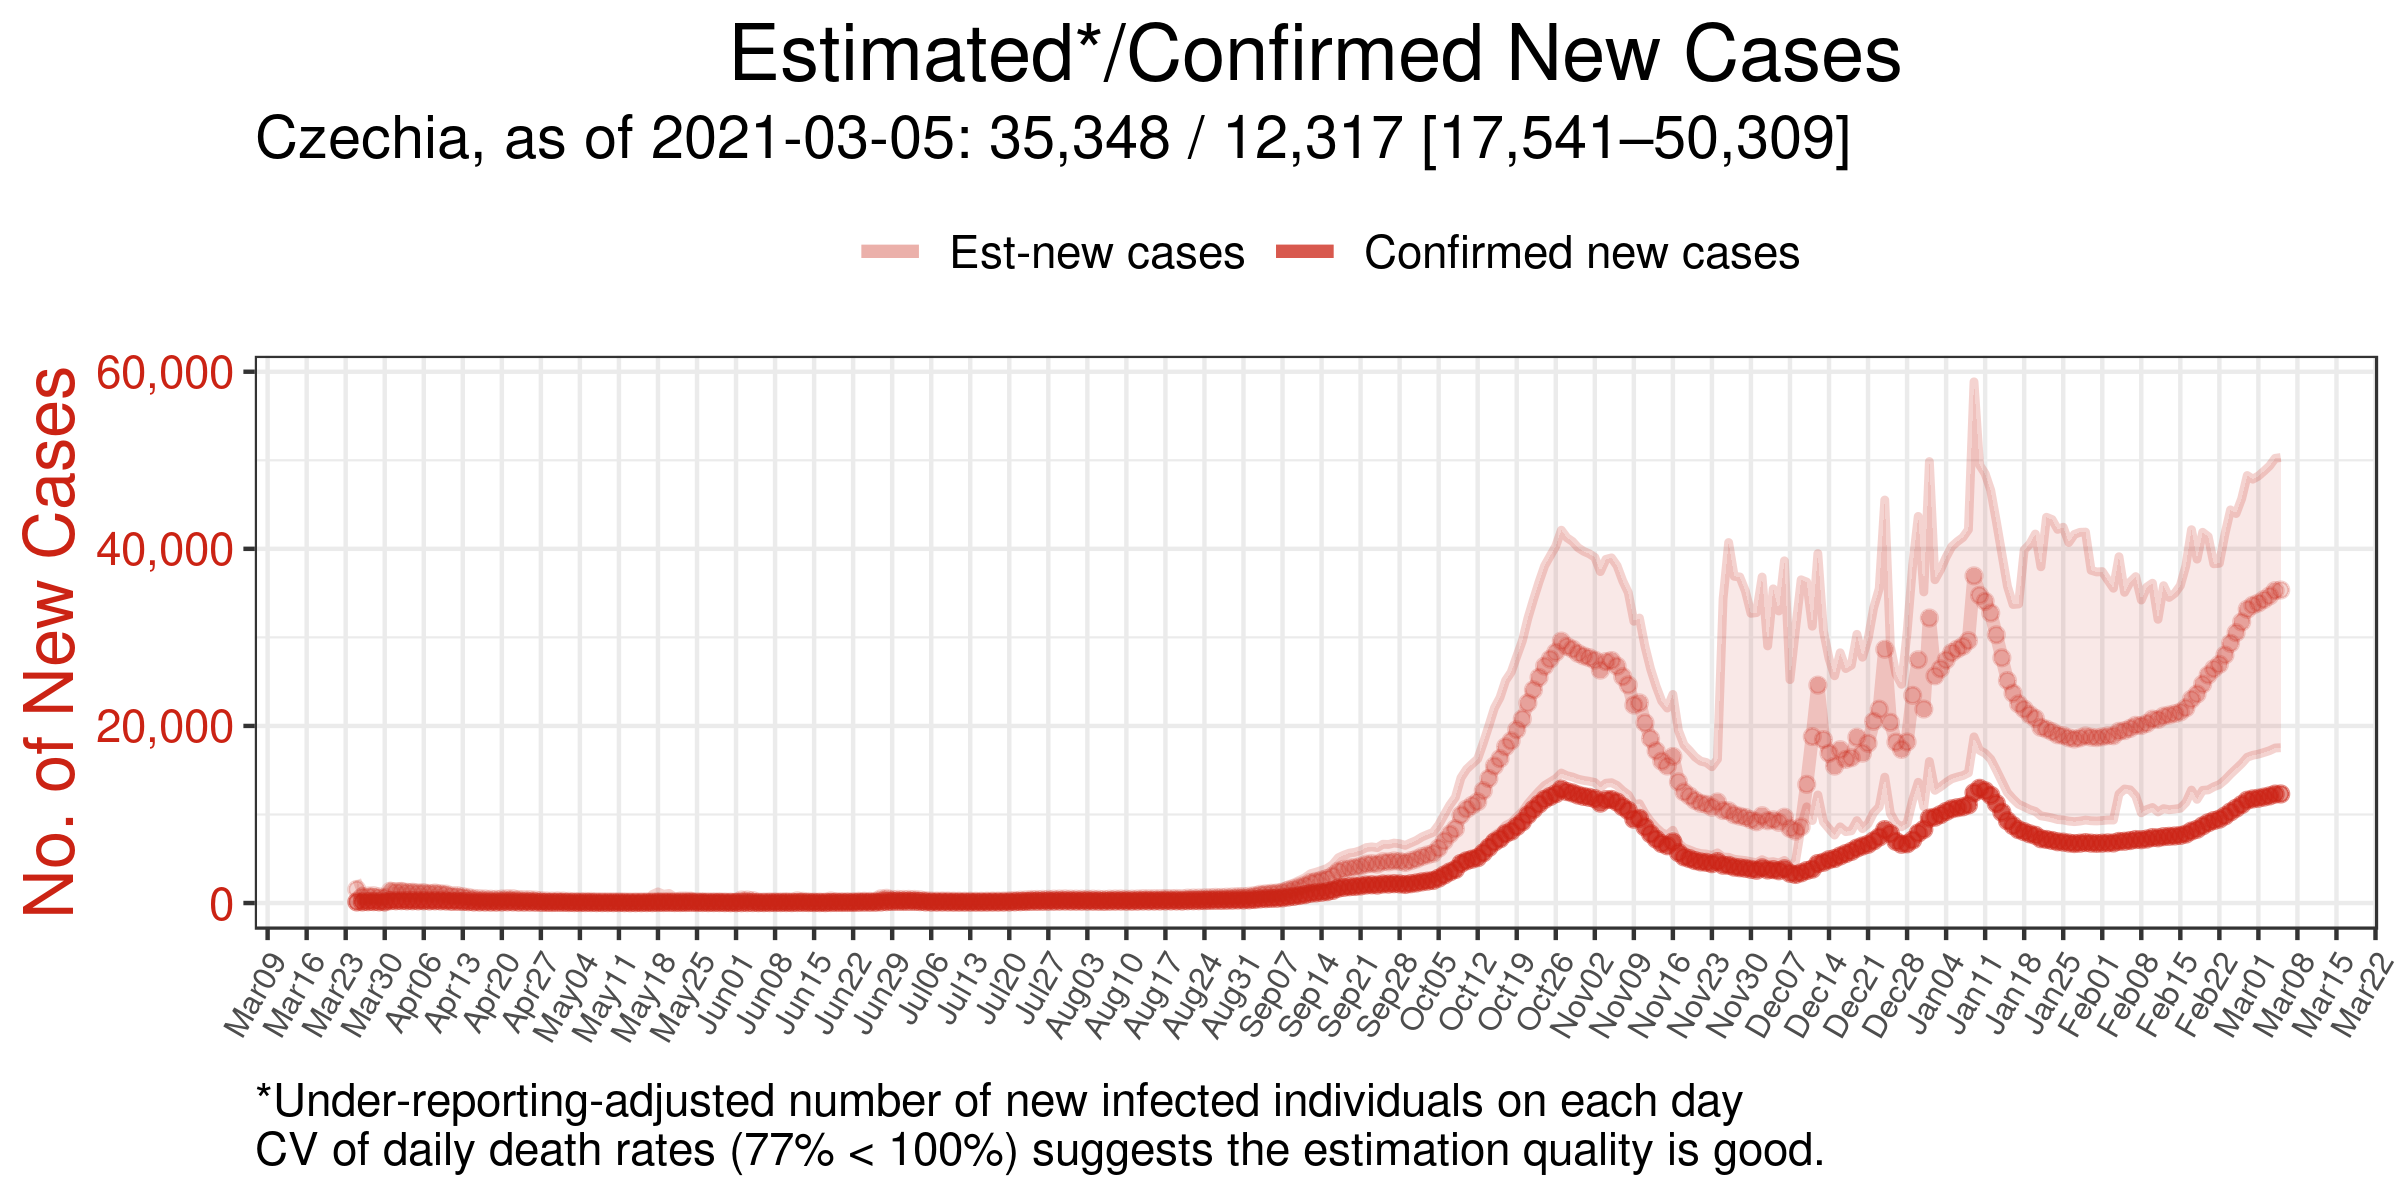 Estimated*/Confirmed New Cases
Czechia, as of 2021-03-05: 35,348 / 12,317 [17,541–50,309]
Est-new cases Confirmed new cases
No. of New Cases
60,000
40,000
20,000
0
Mar09 Mar16 Mar23 Mar30 Apr06 Apr13 Apr20 Apr27 May04 May11 May18 May25 Jun01 Jun08 Jun15 Jun22 Jun29 Jul06 Jul13 Jul20 Jul27 Aug03 Aug10 Aug17 Aug24 Aug31 Sep07 Sep14 Sep21 Sep28 Oct05 Oct12 Oct19 Oct26 Nov02 Nov09 Nov16 Nov23 Nov30 Dec07 Dec14 Dec21 Dec28 Jan04 Jan11 Jan18 Jan25 Feb01 Feb08 Feb15 Feb22 Mar01 Mar08 Mar15 Mar22
*Under-reporting-adjusted number of new infected individuals on each day
CV of daily death rates (77% < 100%) suggests the estimation quality is good.